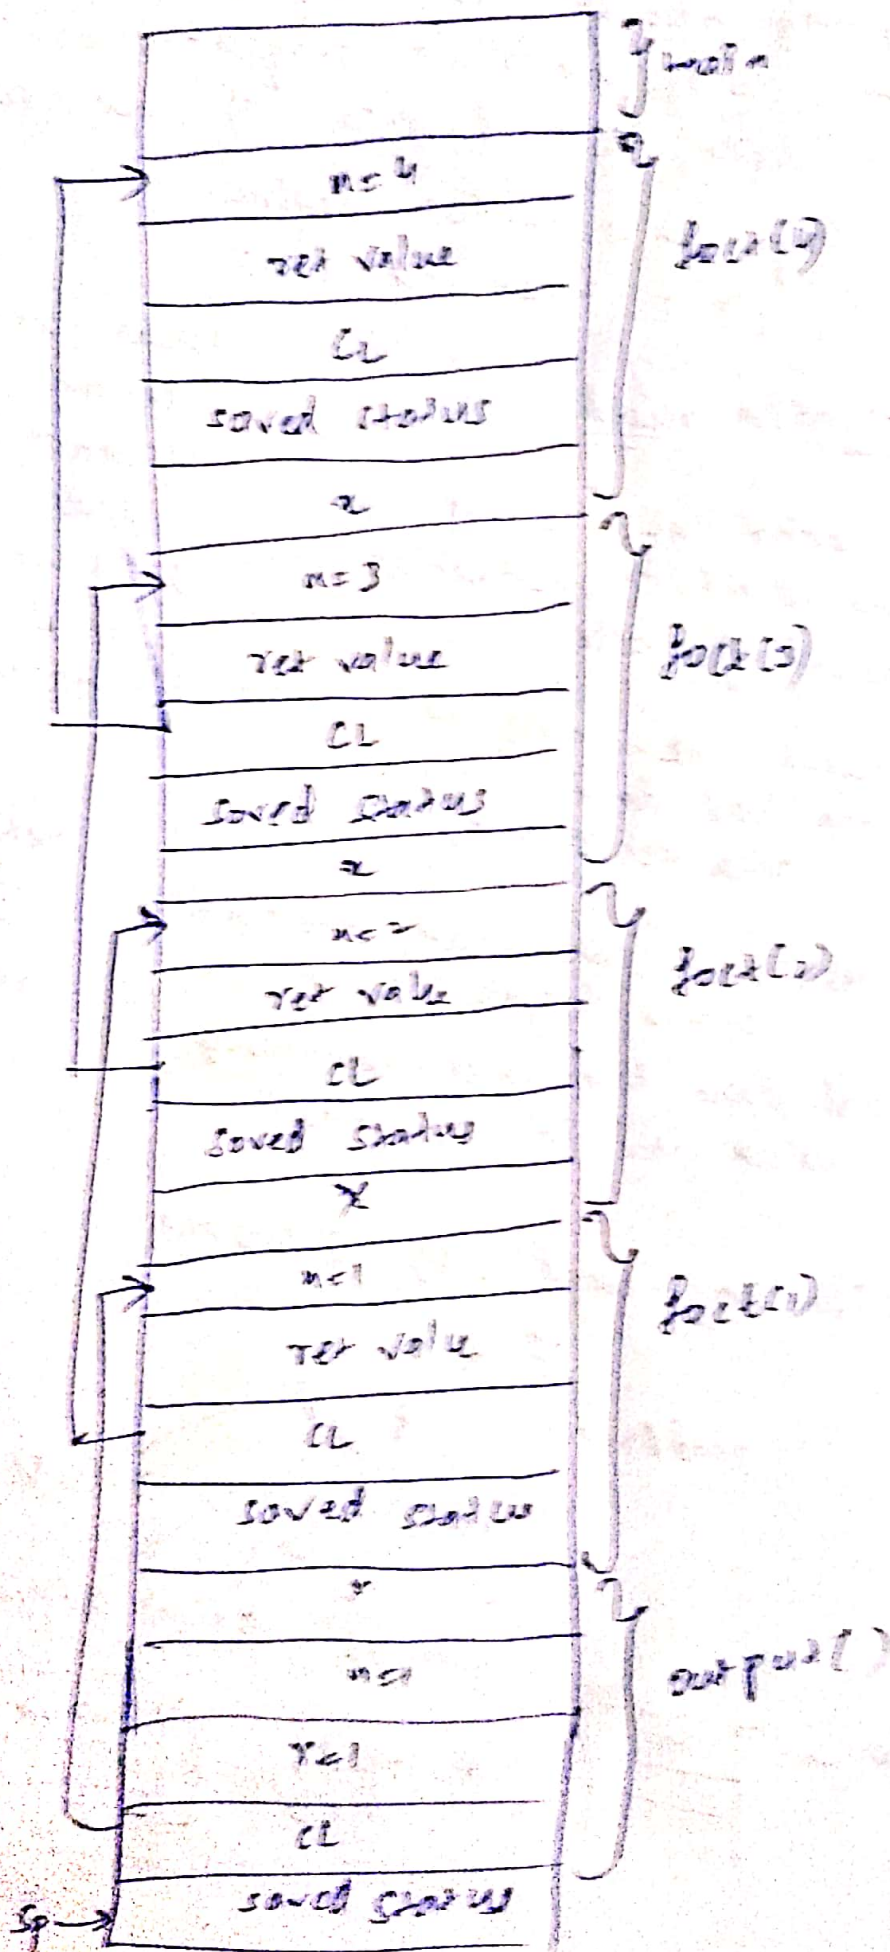 main
n=4
ret value
fact(4)
CL
saved status
x
n=3
ret value
fact(3)
CL
saved status
x
n=2
ret value
fact(2)
CL
saved status
x
n=1
fact(1)
ret value
CL
saved status
n=1
output( )
r=1
CL
saved status
Sp